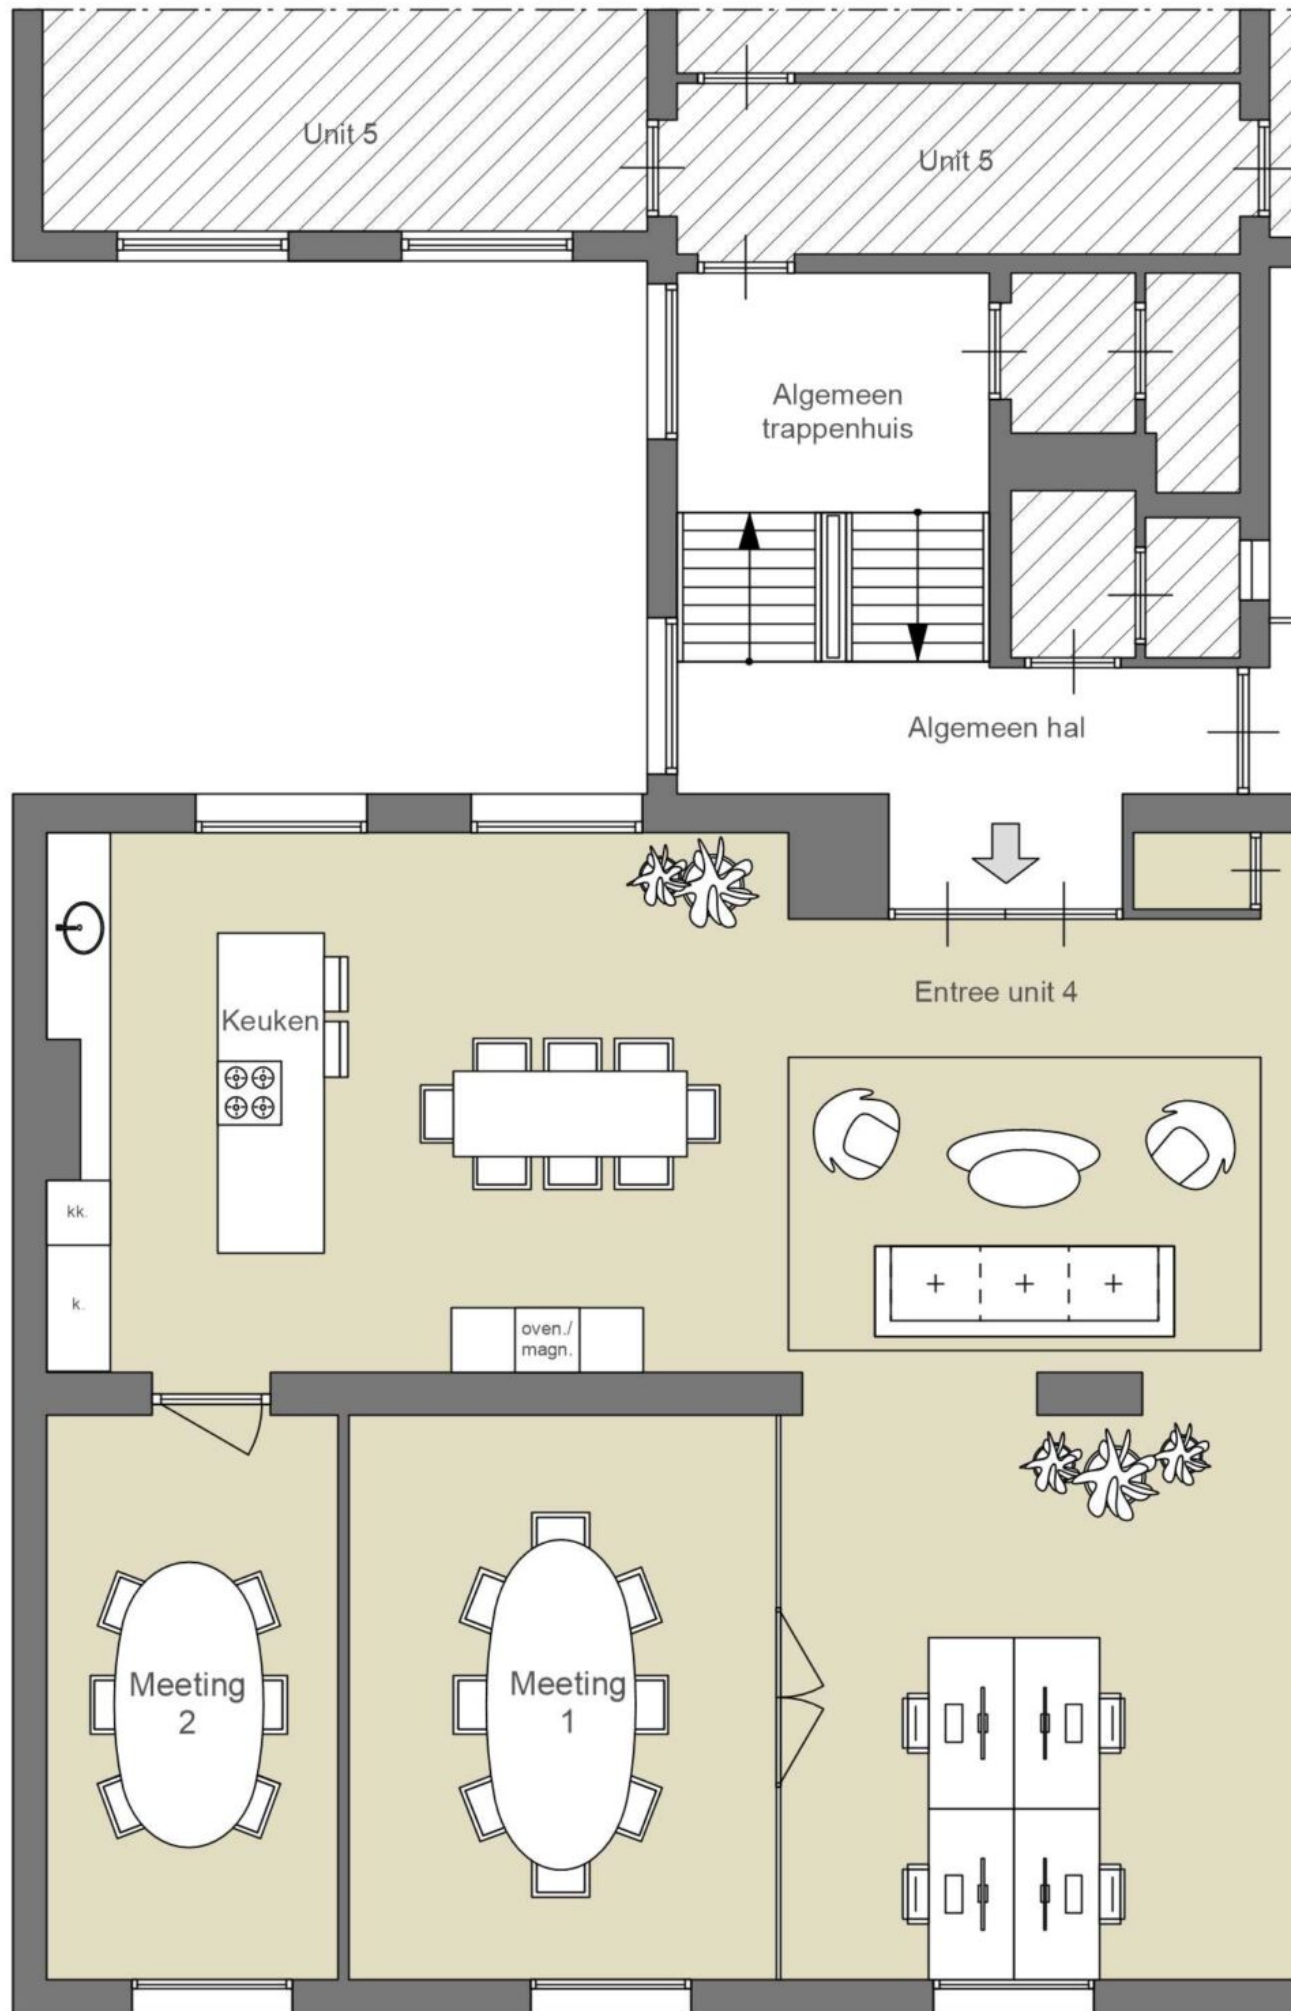 Unit 5
Unit 5
Algemeen
trappenhuis
Algemeen hal
Entree unit 4
Keuken
kk.
k.
oven./
magn.
Meeting
2
Meeting
1